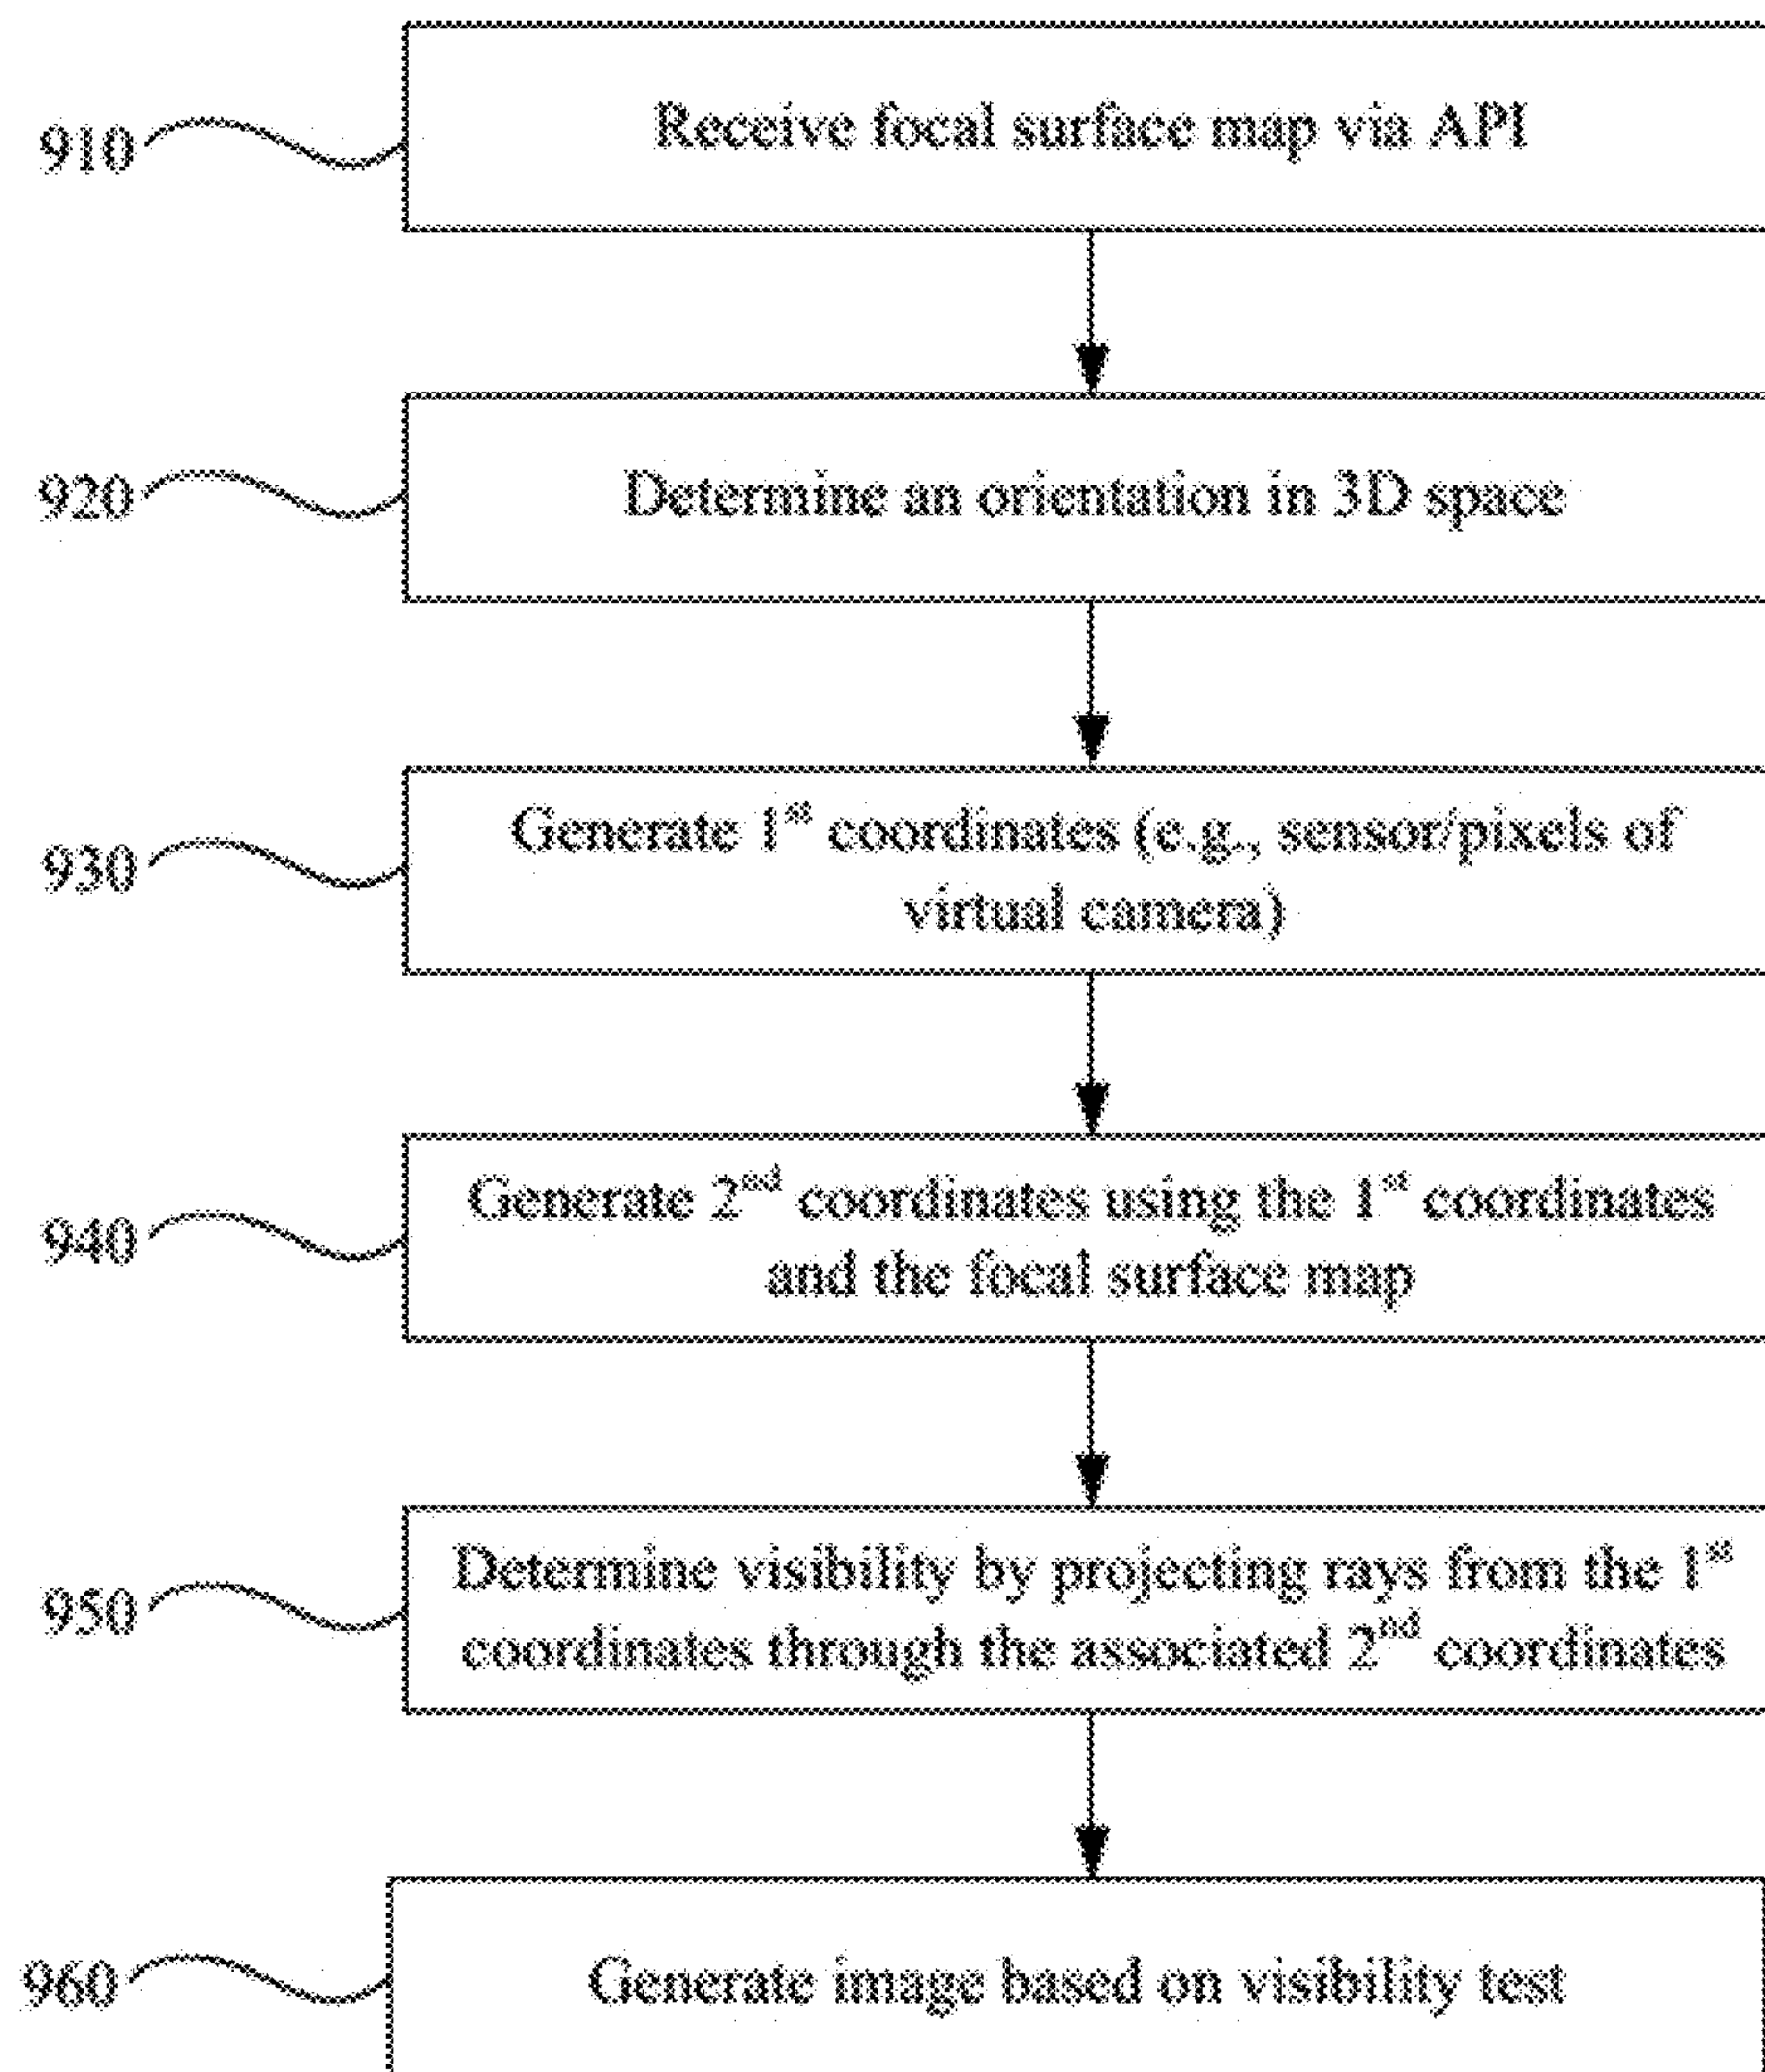 910
Receive focal surface map via API
920
Determine an orientation in 3D space
930
Generate 1st coordinates (e.g., sensor/pixels of
virtual camera)
940
Generate 2nd coordinates using the 1st coordinates
and the focal surface map
950
Determine visibility by projecting rays from the 1st
coordinates through the associated 2nd coordinates
960
Generate image based on visibility test